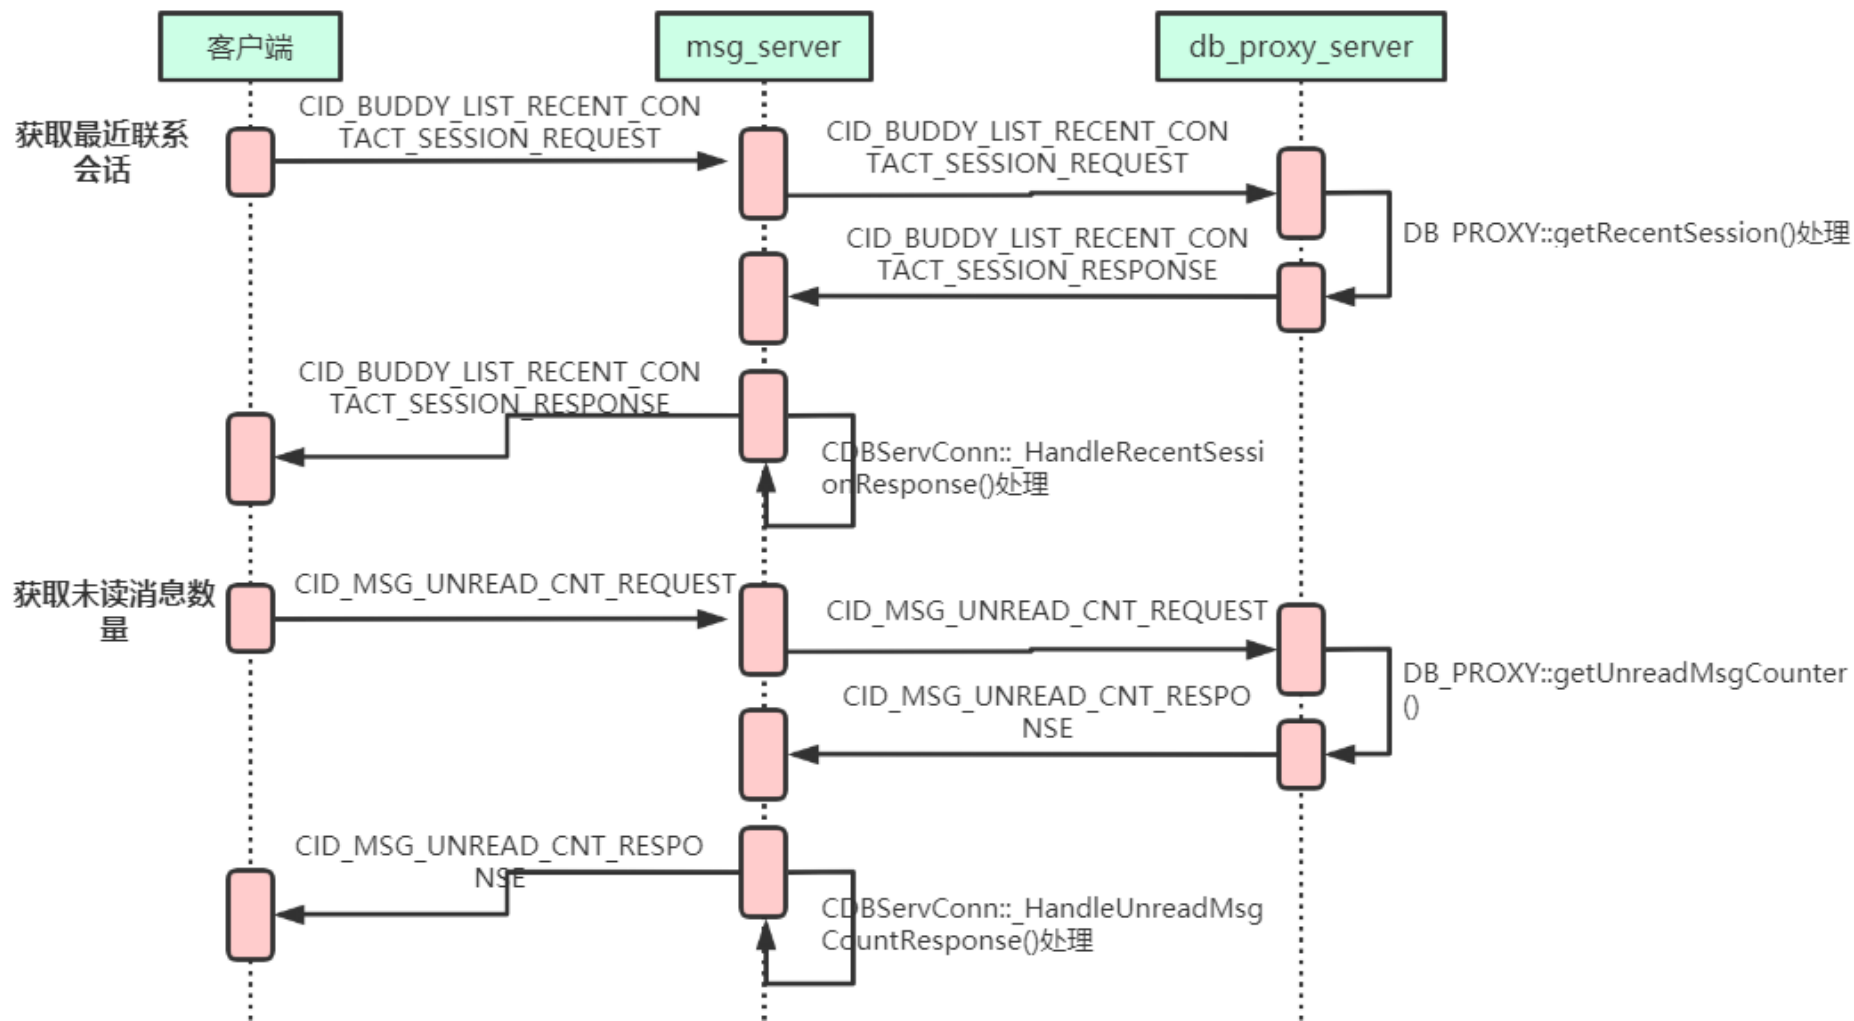 客户端
msg_server
db_proxy_server
获取最近联系
会话
CID_BUDDY_LIST_RECENT_CON
TACT_SESSION_REQUEST
CID_BUDDY_LIST_RECENT_CON
TACT_SESSION_REQUEST
DB_PROXY::getRecentSession()处理
CID_BUDDY_LIST_RECENT_CON
TACT_SESSION_RESPONSE
CID_BUDDY_LIST_RECENT_CON
TACT_SESSION_RESPONSE
CDBServConn::_HandleRecentSessi
onResponse()处理
获取未读消息数
量
CID_MSG_UNREAD_CNT_REQUEST
CID_MSG_UNREAD_CNT_REQUEST
DB_PROXY::getUnreadMsgCounter
()
CID_MSG_UNREAD_CNT_RESPO
NSE
CID_MSG_UNREAD_CNT_RESPO
NSE
CDBServConn::_HandleUnreadMsg
CountResponse()处理